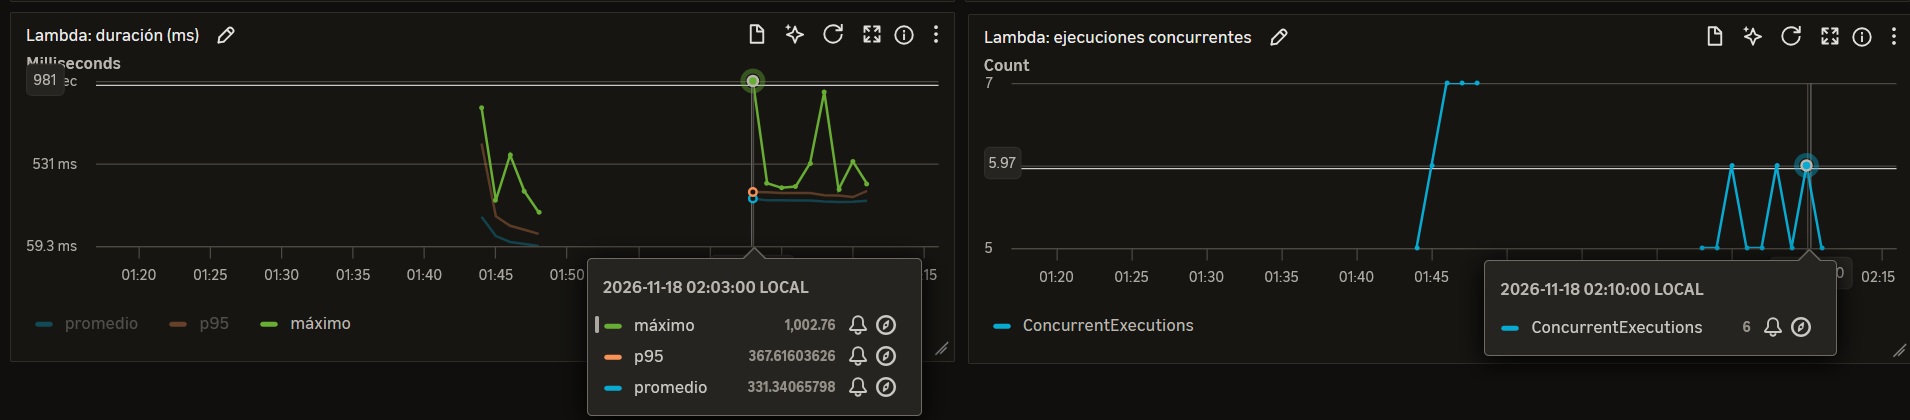 Lambda: duración (ms)
Milliseconds
981
ec
531 ms
59.3 ms
01:20 01:25 01:30 01:35 01:40 01:45 01:50 :15
promedio p95 máximo
2026-11-18 02:03:00 LOCAL
máximo 1,002.76
p95 367.61603626
promedio 331.34065798
Lambda: ejecuciones concurrentes
Count
7
5.97
5
01:20 01:25 01:30 01:35 01:40 01:45 0 02:15
ConcurrentExecutions
2026-11-18 02:10:00 LOCAL
ConcurrentExecutions 6